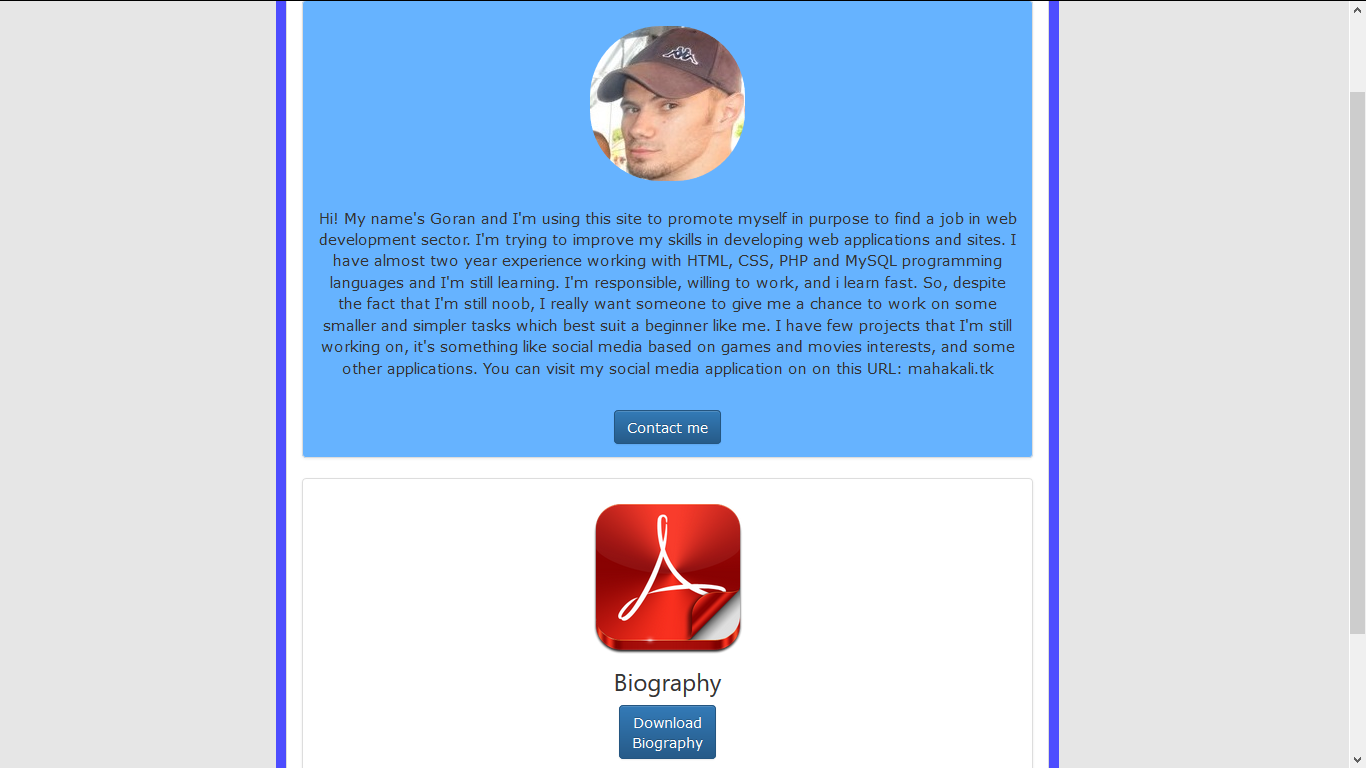 Hi! My name's Goran and I'm using this site to promote myself in purpose to find a job in web
development sector. I'm trying to improve my skills in developing web applications and sites. I
have almost two year experience working with HTML, CSS, PHP and MySQL programming
languages and I'm still learning. I'm responsible, willing to work, and i learn fast. So, despite
the fact that I'm still noob, I really want someone to give me a chance to work on some
smaller and simpler tasks which best suit a beginner like me. I have few projects that I'm still
working on, it's something like social media based on games and movies interests, and some
other applications. You can visit my social media application on on this URL: mahakali.tk
Contact me
Biography
Download
Biography